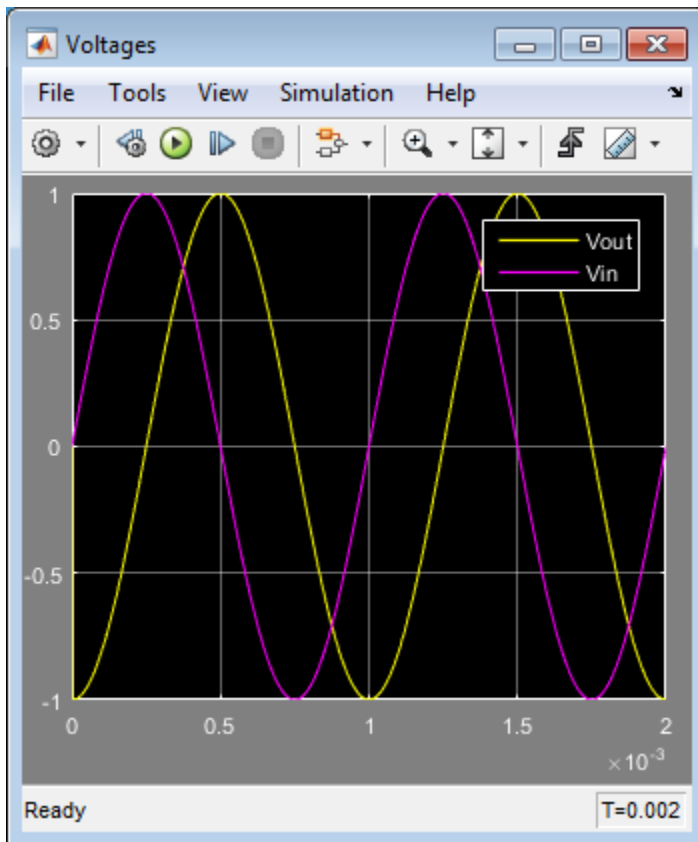 Voltages
File Tools View Simulation Help
1
0.5
0
-0.5
-1
Vout
Vin
0 0.5 1 1.5 2
×10-3
Ready T=0.002